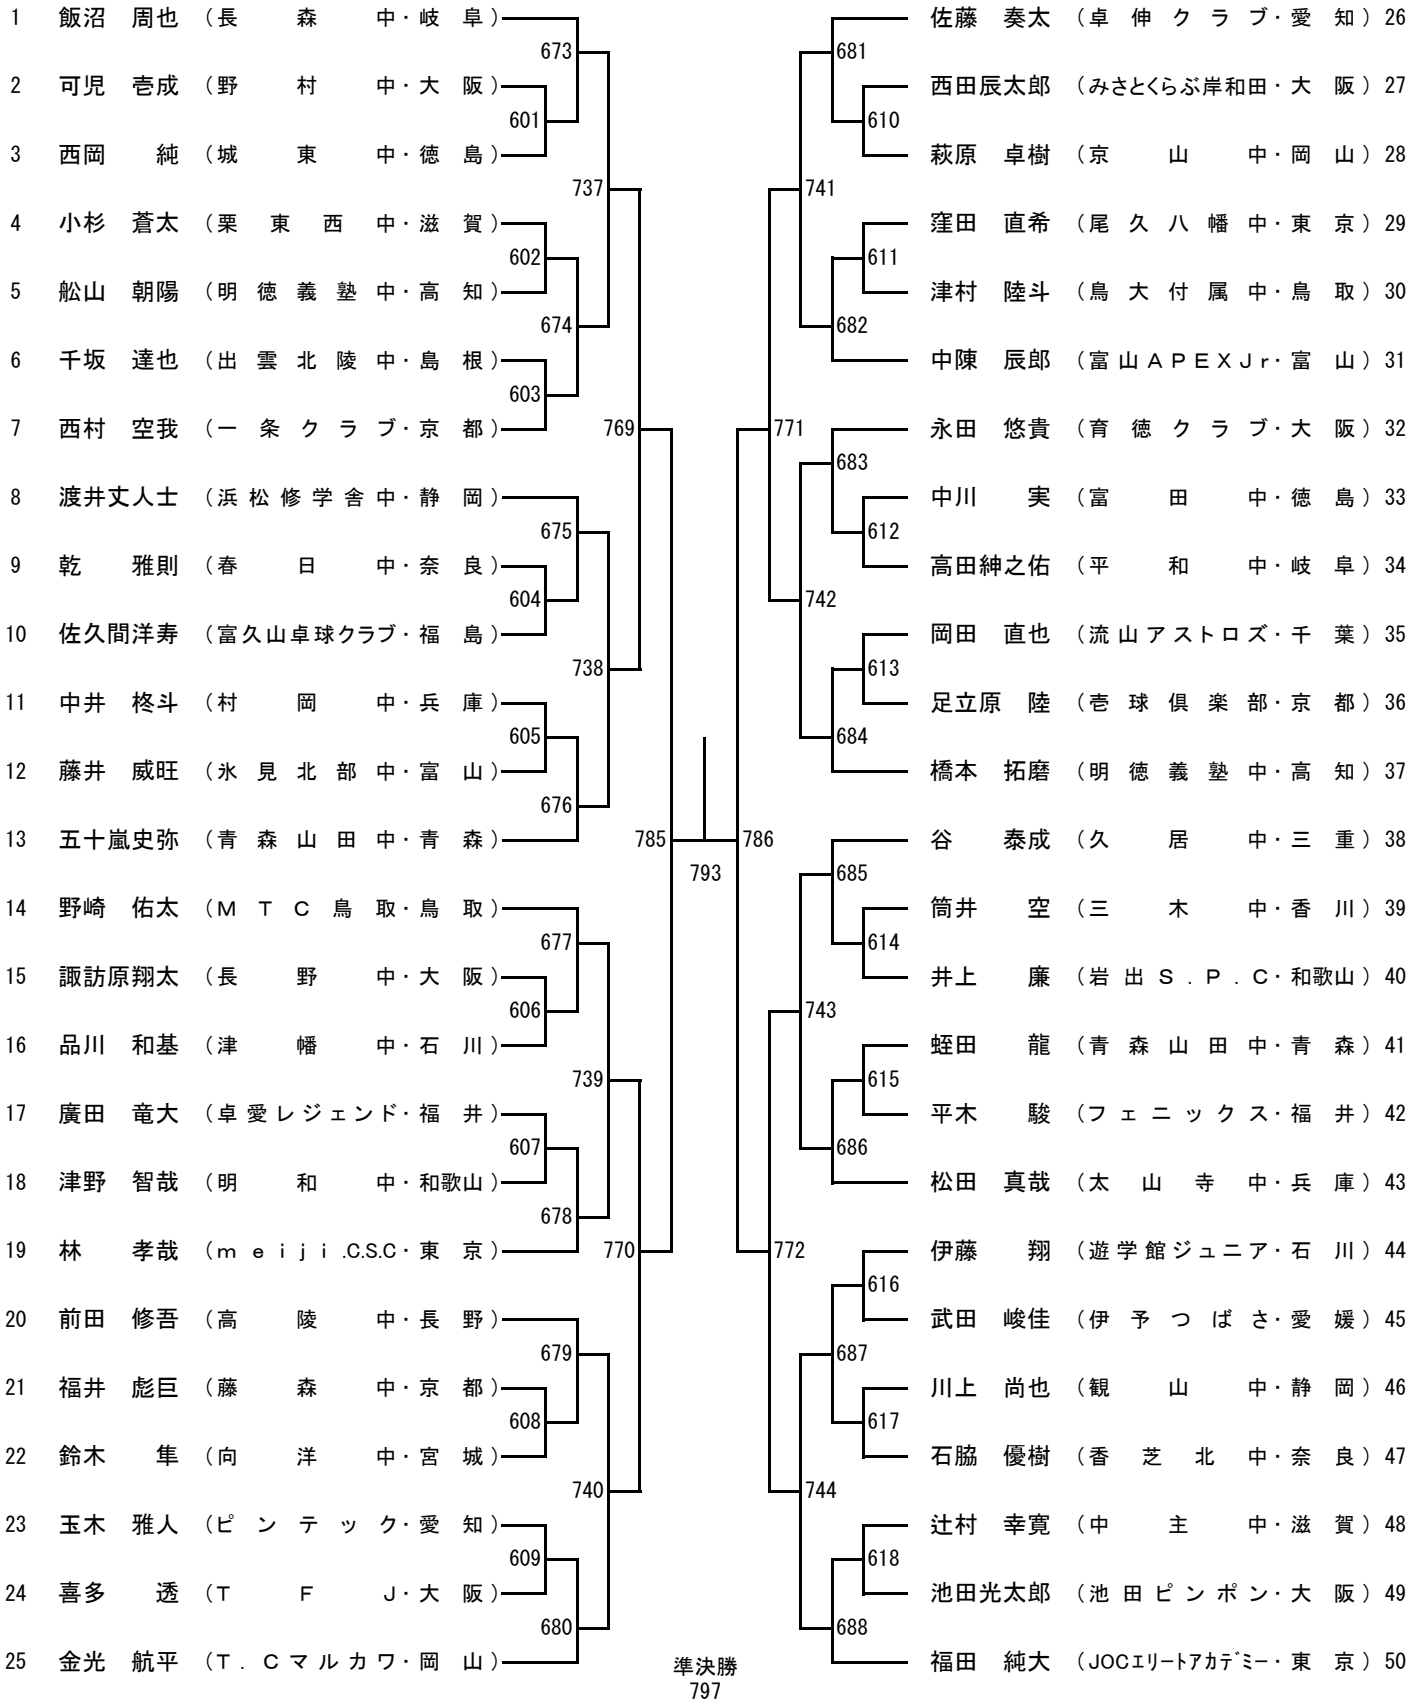 1 飯沼 周也 (長森中・岐阜)
2 可児 壱成 (野村中・大阪)
3 西岡 純 (城東中・徳島)
4 小杉 蒼太 (栗東西中・滋賀)
5 舩山 朝陽 (明徳義塾中・高知)
6 千坂 達也 (出雲北陵中・島根)
7 西村 空我 (一条クラブ・京都)
8 渡井丈人士 (浜松修学舎中・静岡)
9 乾 雅則 (春日中・奈良)
10 佐久間洋寿 (富久山卓球クラブ・福島)
11 中井 柊斗 (村岡中・兵庫)
12 藤井 威旺 (氷見北部中・富山)
13 五十嵐史弥 (青森山田中・青森)
14 野崎 佑太 (MTC鳥取・鳥取)
15 諏訪原翔太 (長野中・大阪)
16 品川 和基 (津幡中・石川)
17 廣田 竜大 (卓愛レジェンド・福井)
18 津野 智哉 (明和中・和歌山)
19 林 孝哉 (meiji.C.S.C・東京)
20 前田 修吾 (高陵中・長野)
21 福井 彪巨 (藤森中・京都)
22 鈴木 隼 (向洋中・宮城)
23 玉木 雅人 (ピンテック・愛知)
24 喜多 透 (TFJ・大阪)
25 金光 航平 (T.Cマルカワ・岡山)
673
601
737
602
674
603
769
675
604
738
605
676
785
677
606
739
607
678
770
679
608
740
609
680
793
準決勝
797
681
610
741
611
682
771
683
612
742
613
684
786
685
614
743
615
686
772
616
687
617
744
618
688
佐藤 奏太 (卓伸クラブ・愛知) 26
西田辰太郎 (みさとくらぶ岸和田・大阪) 27
萩原 卓樹 (京山中・岡山) 28
窪田 直希 (尾久八幡中・東京) 29
津村 陸斗 (鳥大付属中・鳥取) 30
中陳 辰郎 (富山APEXJr・富山) 31
永田 悠貴 (育徳クラブ・大阪) 32
中川 実 (富田中・徳島) 33
高田紳之佑 (平和中・岐阜) 34
岡田 直也 (流山アストロズ・千葉) 35
足立原 陸 (壱球倶楽部・京都) 36
橋本 拓磨 (明徳義塾中・高知) 37
谷 泰成 (久居中・三重) 38
筒井 空 (三木中・香川) 39
井上 廉 (岩出S.P.C・和歌山) 40
蛭田 龍 (青森山田中・青森) 41
平木 駿 (フェニックス・福井) 42
松田 真哉 (太山寺中・兵庫) 43
伊藤 翔 (遊学館ジュニア・石川) 44
武田 峻佳 (伊予つばさ・愛媛) 45
川上 尚也 (観山中・静岡) 46
石脇 優樹 (香芝北中・奈良) 47
辻村 幸寛 (中主中・滋賀) 48
池田光太郎 (池田ピンポン・大阪) 49
福田 純大 (JOCエリートアカデミー・東京) 50